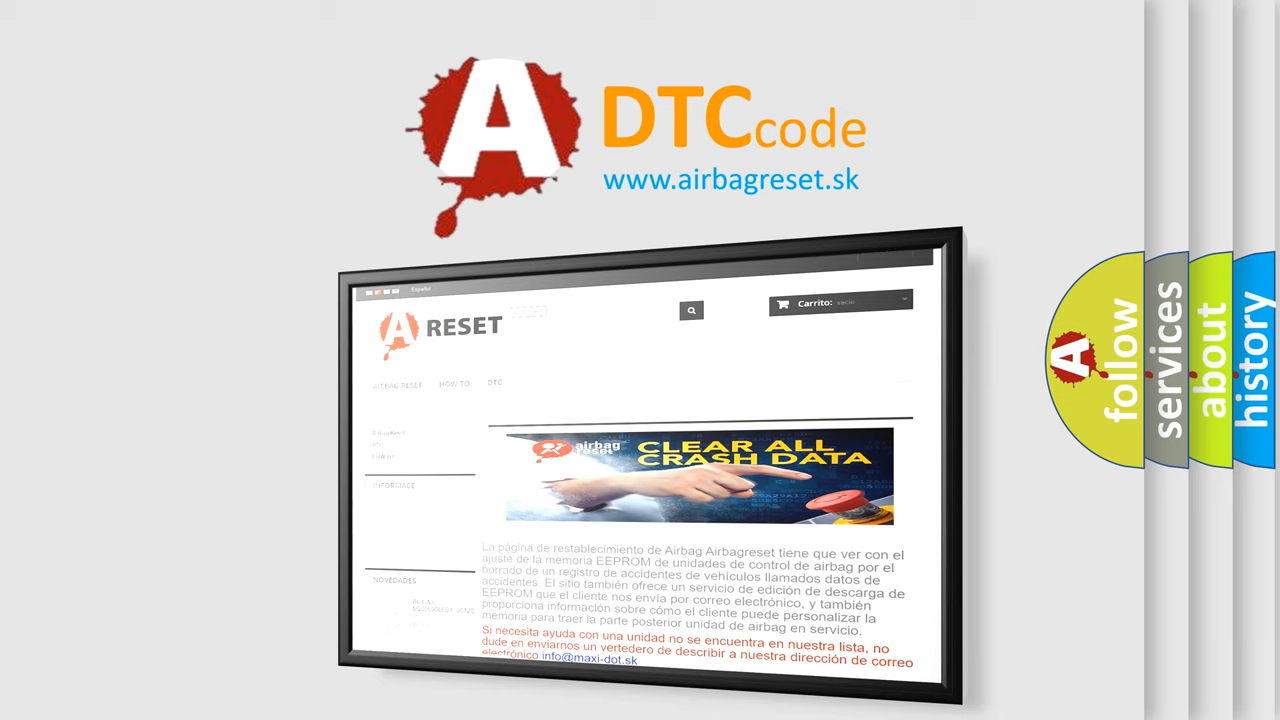 A
DTCcode
www.airbagreset.sk
Español
A RESET
Carrito: vacío
AIRBAG RESET HOW TO DTC
CLEAR ALL
airbag
reset
CRASH DATA
INFORMACE
La página de restablecimiento de Airbag Airbagreset tiene que ver con el
ajuste de la memoria EEPROM de unidades de control de airbag por el
borrado de un registro de accidentes de vehículos llamados datos de
accidentes. El sitio también ofrece un servicio de edición de descarga de
EEPROM que el cliente nos envía por correo electrónico, y también
proporciona información sobre cómo el cliente puede personalizar la
memoria para traer la parte posterior unidad de airbag en servicio.
Si necesita ayuda con una unidad no se encuentra en nuestra lista, no
dude en enviarnos un vertedero de describir a nuestra dirección de correo
electrónico info@maxi-dot.sk
NOVEDADES
A
follow
services
about
history